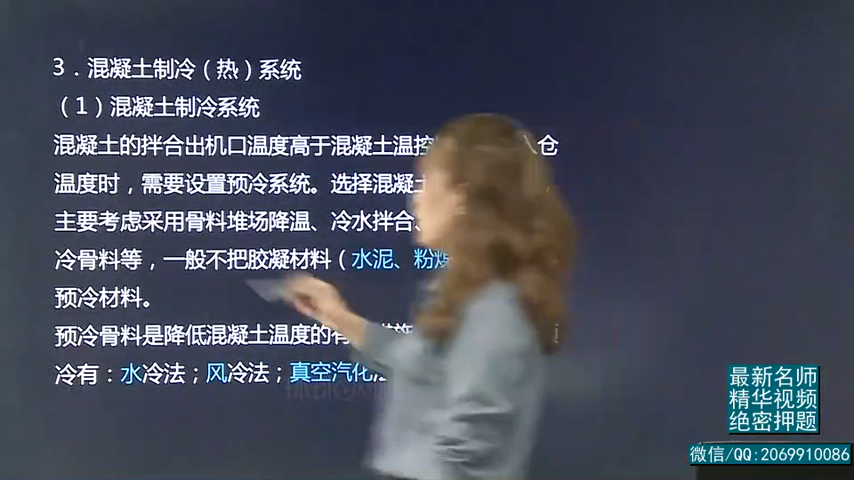 3．混凝土制冷（热）系统
（1）混凝土制冷系统
混凝土的拌合出机口温度高于混凝土温控 仓
温度时，需要设置预冷系统。选择混凝土
主要考虑采用骨料堆场降温、冷水拌合、
冷骨料等，一般不把胶凝材料（水泥、粉
预冷材料。
预冷骨料是降低混凝土温度的有
冷有：水冷法；风冷法；真空汽化
最新名师
精华视频
绝密押题
微信/QQ:2069910086